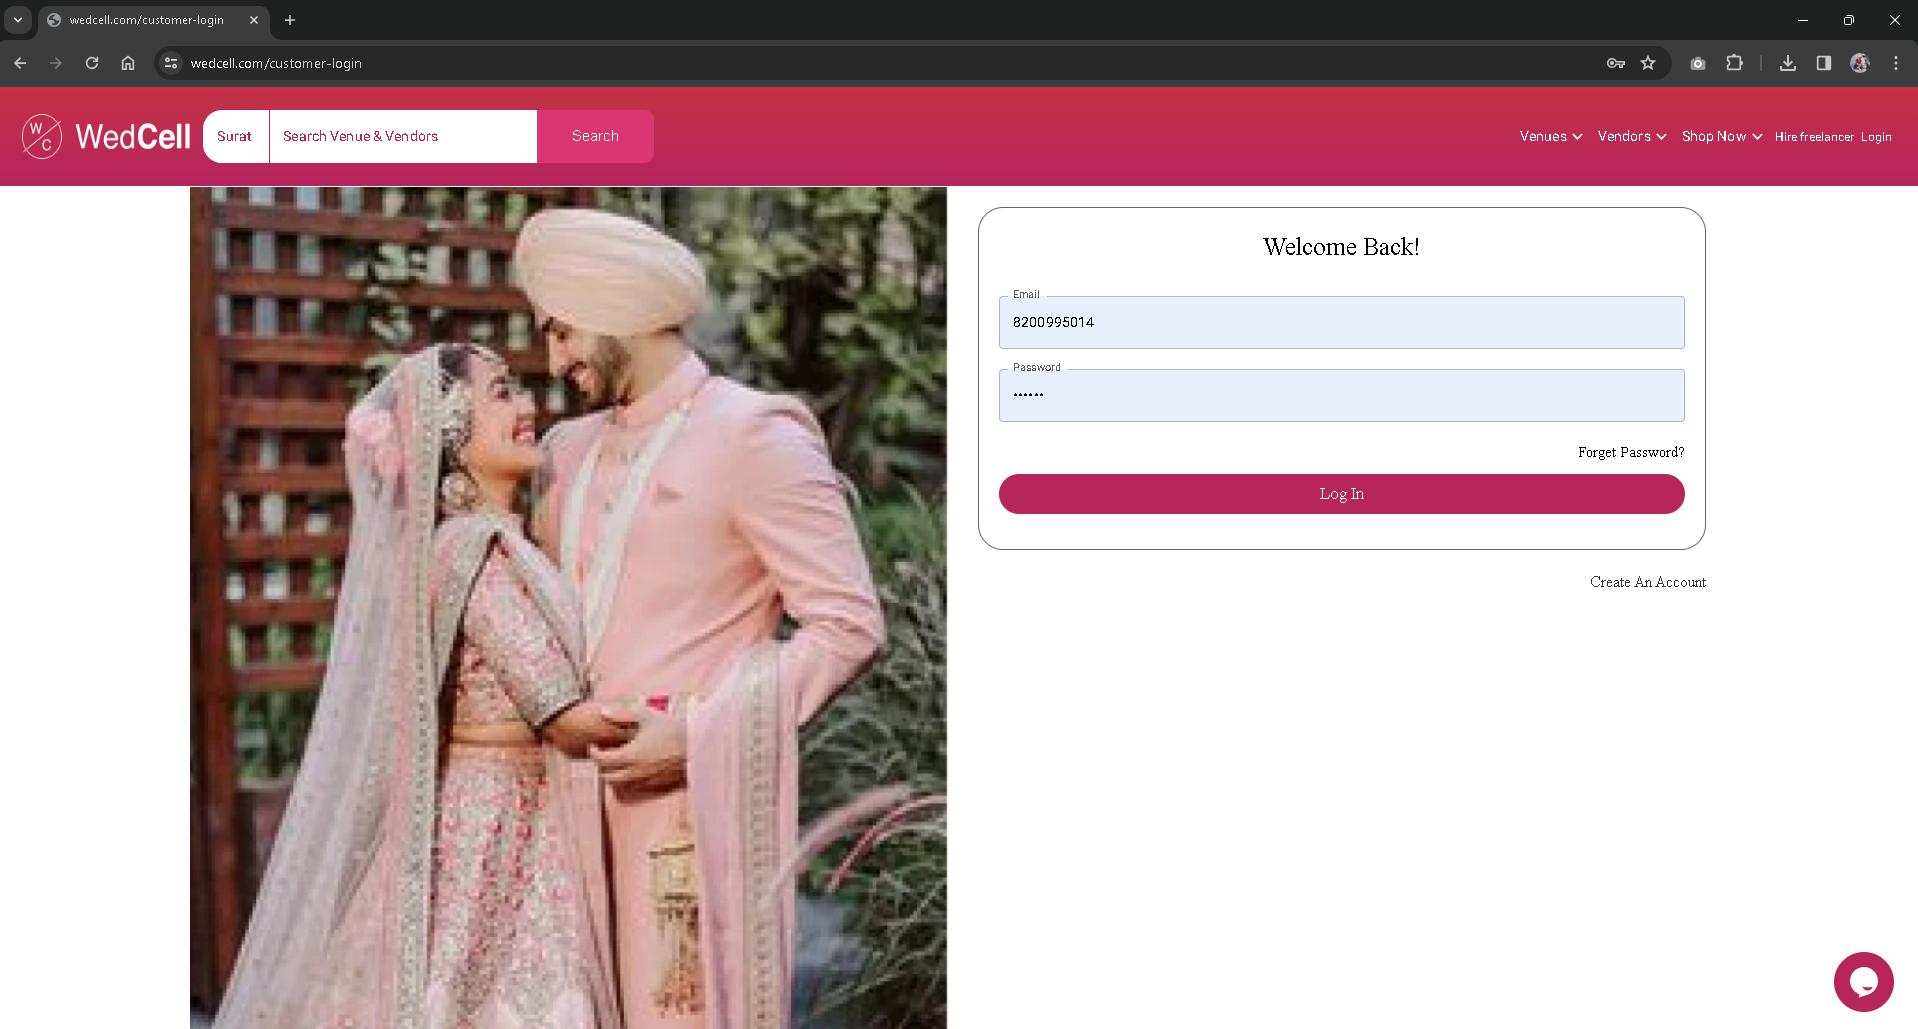 wedcell.com/customer-login
wedcell.com/customer-login
W
C
WedCell
Surat
Search Venue & Vendors
Search
Venues
Vendors
Shop Now
Hire freelancer
Login
Welcome Back!
Email
8200995014
Password
••••••
Forget Password?
Log In
Create An Account